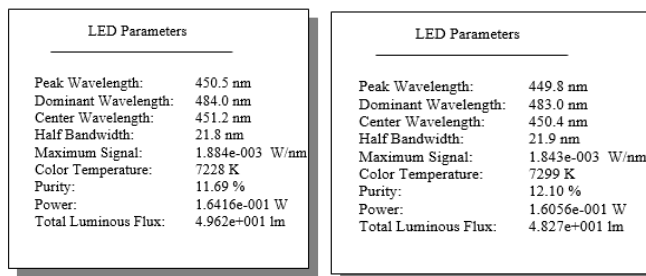 LED Parameters
Peak Wavelength: 450.5 nm
Dominant Wavelength: 484.0 nm
Center Wavelength: 451.2 nm
Half Bandwidth: 21.8 nm
Maximum Signal: 1.884e-003 W/nm
Color Temperature: 7228 K
Purity: 11.69 %
Power: 1.6416e-001 W
Total Luminous Flux: 4.962e+001 lm
LED Parameters
Peak Wavelength: 449.8 nm
Dominant Wavelength: 483.0 nm
Center Wavelength: 450.4 nm
Half Bandwidth: 21.9 nm
Maximum Signal: 1.843e-003 W/nm
Color Temperature: 7299 K
Purity: 12.10 %
Power: 1.6056e-001 W
Total Luminous Flux: 4.827e+001 lm